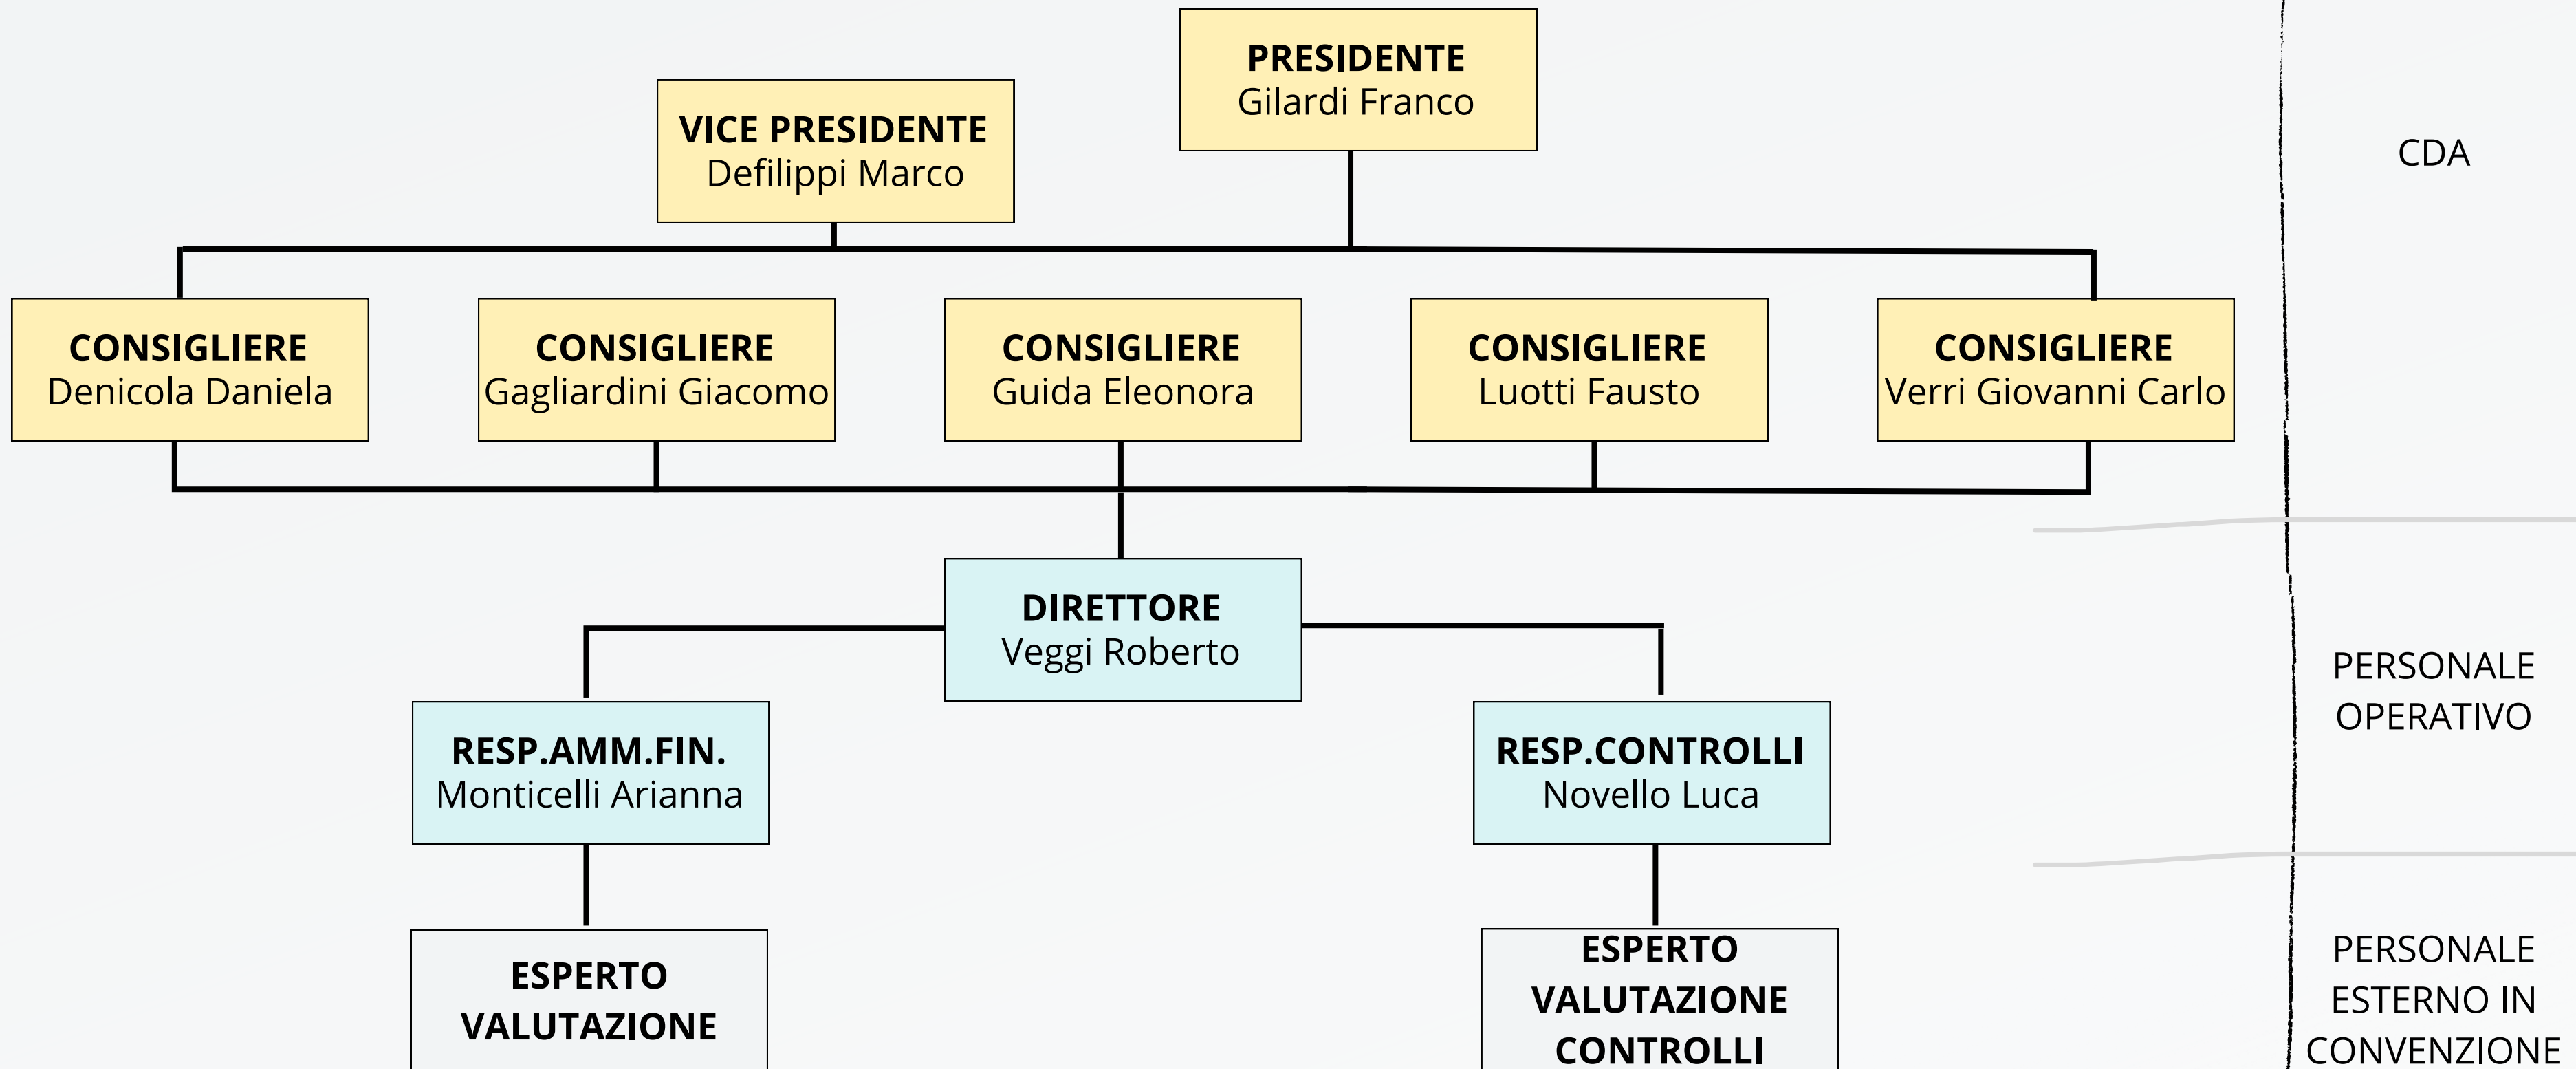 PRESIDENTE
Gilardi Franco
VICE PRESIDENTE
Defilippi Marco
CDA
CONSIGLIERE
Denicola Daniela
CONSIGLIERE
Gagliardini Giacomo
CONSIGLIERE
Guida Eleonora
CONSIGLIERE
Luotti Fausto
CONSIGLIERE
Verri Giovanni Carlo
DIRETTORE
Veggi Roberto
PERSONALE
OPERATIVO
RESP.AMM.FIN.
Monticelli Arianna
RESP.CONTROLLI
Novello Luca
ESPERTO
VALUTAZIONE
ESPERTO
VALUTAZIONE
CONTROLLI
PERSONALE
ESTERNO IN
CONVENZIONE